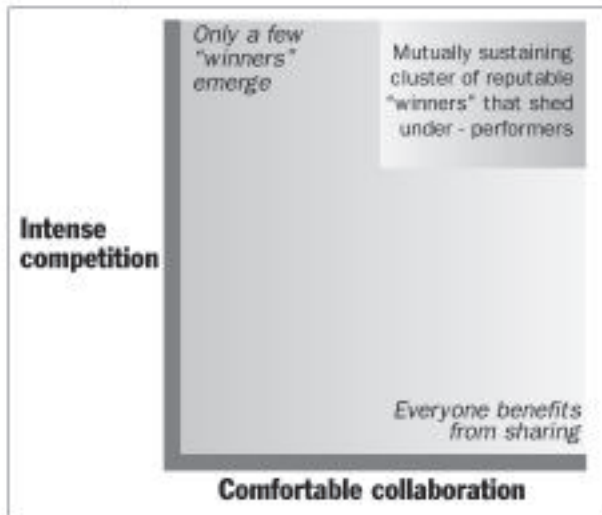 Only a few
“winners”
emerge
Mutually sustaining
cluster of reputable
“winners” that shed
under - performers
Intense
competition
Everyone benefits
from sharing
Comfortable collaboration